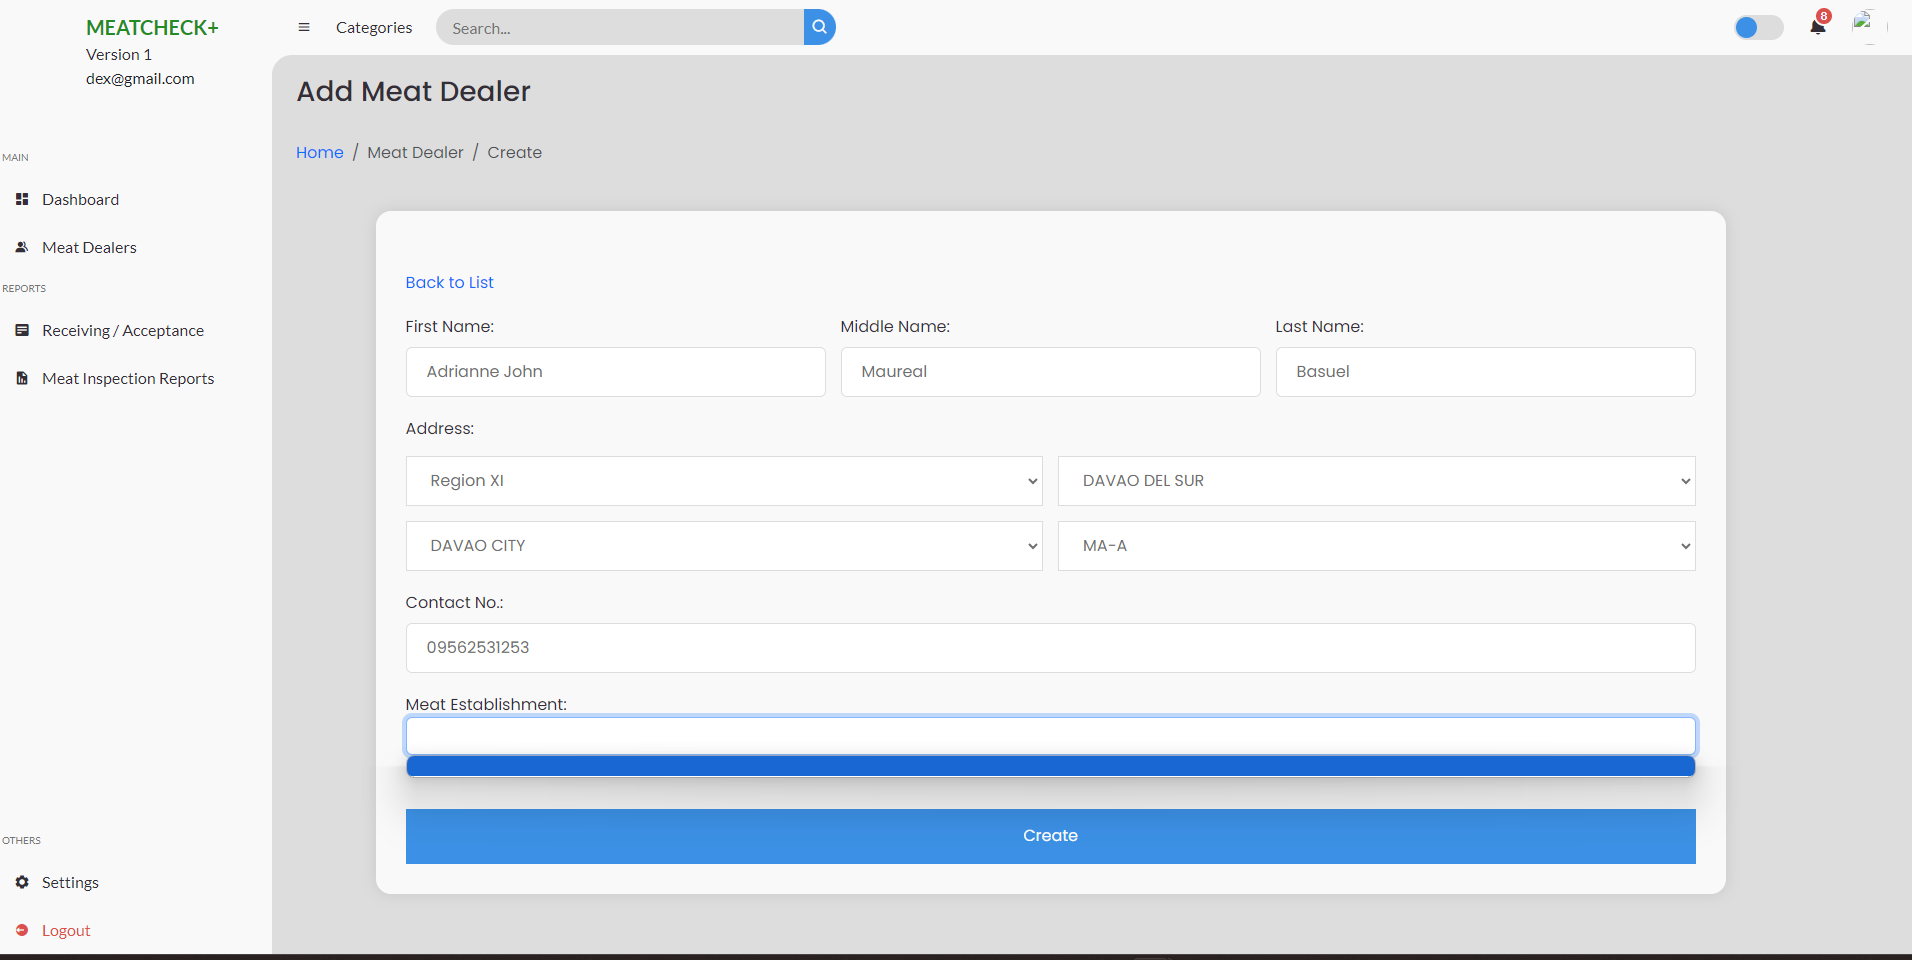 MEATCHECK+
Version 1
dex@gmail.com
Categories
Search...
8
MAIN
Dashboard
Meat Dealers
REPORTS
Receiving / Acceptance
Meat Inspection Reports
OTHERS
Settings
Logout
Add Meat Dealer
Home / Meat Dealer / Create
Back to List
First Name: Middle Name: Last Name:
Adrianne John Maureal Basuel
Address:
Region XI DAVAO DEL SUR
DAVAO CITY MA-A
Contact No.:
09562531253
Meat Establishment:
Create